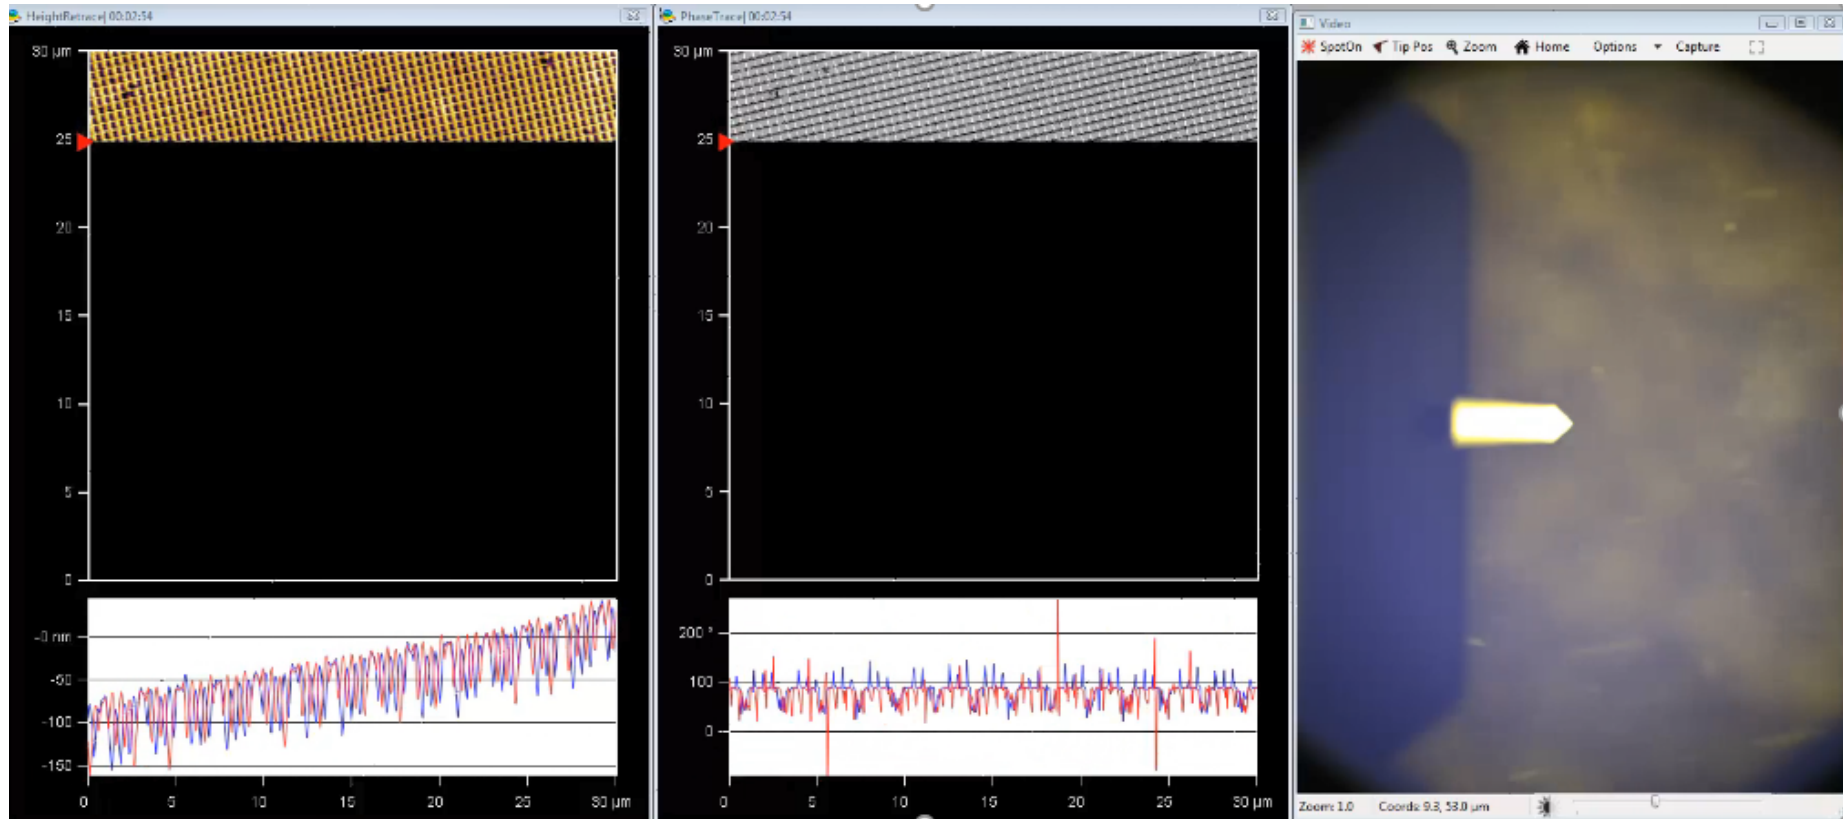 HeightRetrace| 00:02:54
30 µm
25
20
15
10
5
0
-0 nm
-50
-100
-150
0 5 10 15 20 25 30 µm
PhaseTrace| 00:02:54
30 µm
25
20
15
10
5
0
200 °
100
0
0 5 10 15 20 25 30 µm
Video
SpotOn Tip Pos Zoom Home Options Capture
Zoom: 1.0 Coords: 9.3, 53.0 µm